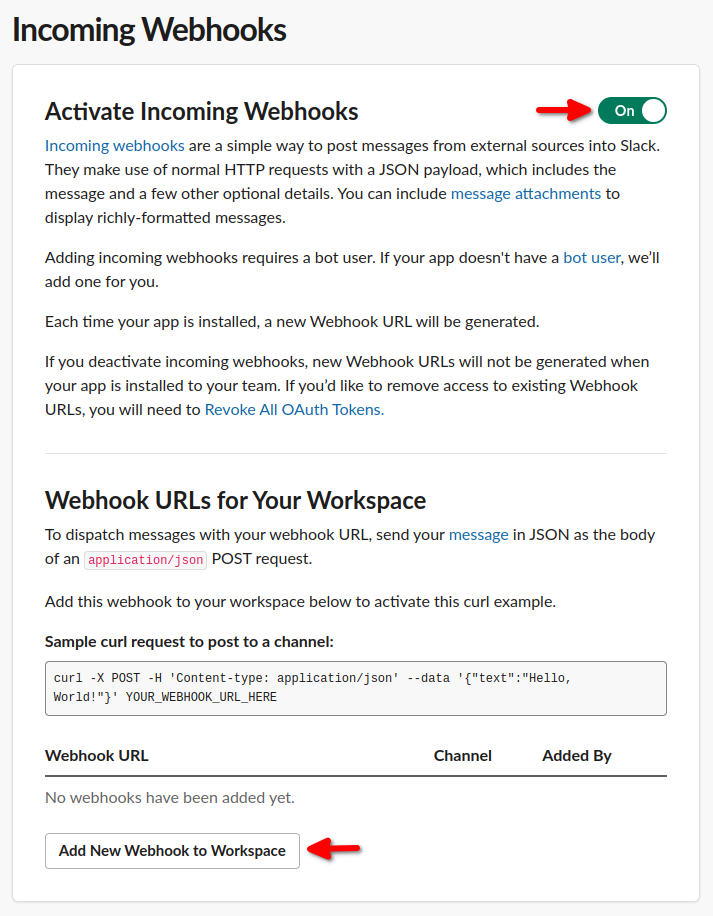 Incoming Webhooks
Activate Incoming Webhooks
On
Incoming webhooks are a simple way to post messages from external sources into Slack.
They make use of normal HTTP requests with a JSON payload, which includes the
message and a few other optional details. You can include message attachments to
display richly-formatted messages.
Adding incoming webhooks requires a bot user. If your app doesn't have a bot user, we’ll
add one for you.
Each time your app is installed, a new Webhook URL will be generated.
If you deactivate incoming webhooks, new Webhook URLs will not be generated when
your app is installed to your team. If you’d like to remove access to existing Webhook
URLs, you will need to Revoke All OAuth Tokens.
Webhook URLs for Your Workspace
To dispatch messages with your webhook URL, send your message in JSON as the body
of an application/json POST request.
Add this webhook to your workspace below to activate this curl example.
Sample curl request to post to a channel:
curl -X POST -H 'Content-type: application/json' --data '{"text":"Hello,
World!"}' YOUR_WEBHOOK_URL_HERE
Webhook URL Channel Added By
No webhooks have been added yet.
Add New Webhook to Workspace